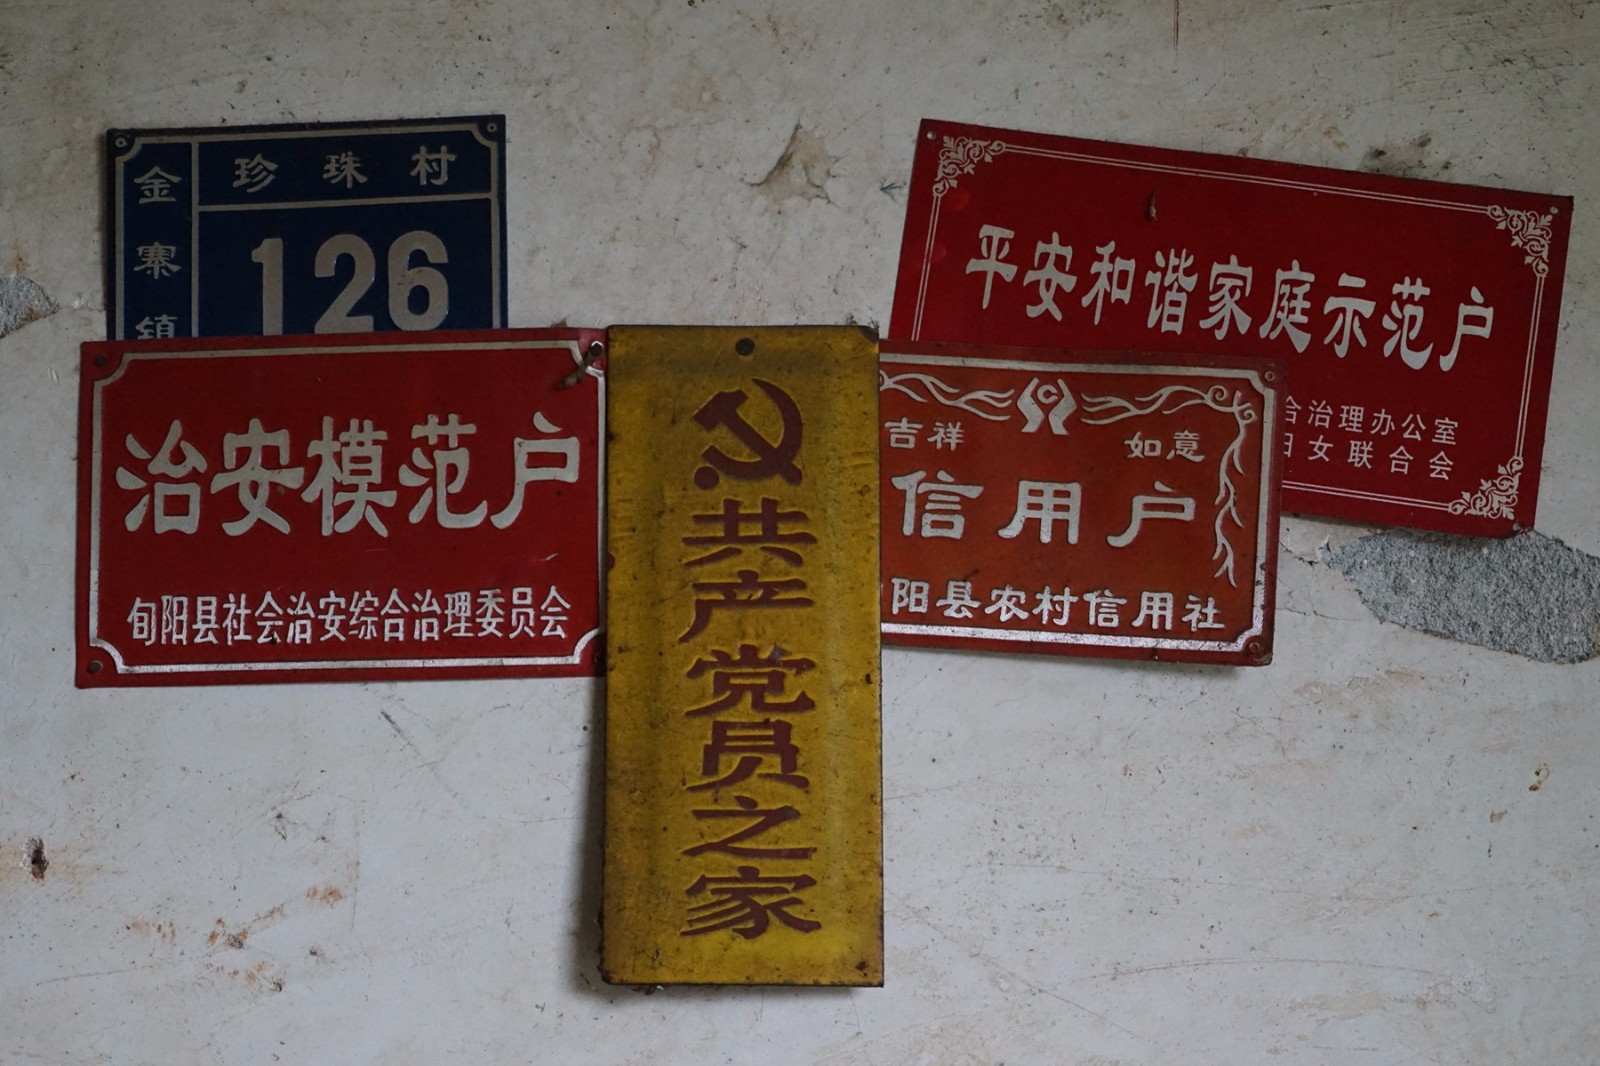 金寨镇
珍珠村
126
治安模范户
旬阳县社会治安综合治理委员会
共产党员之家
吉祥 如意
信用户
阳县农村信用社
平安和谐家庭示范户
合治理办公室
妇女联合会